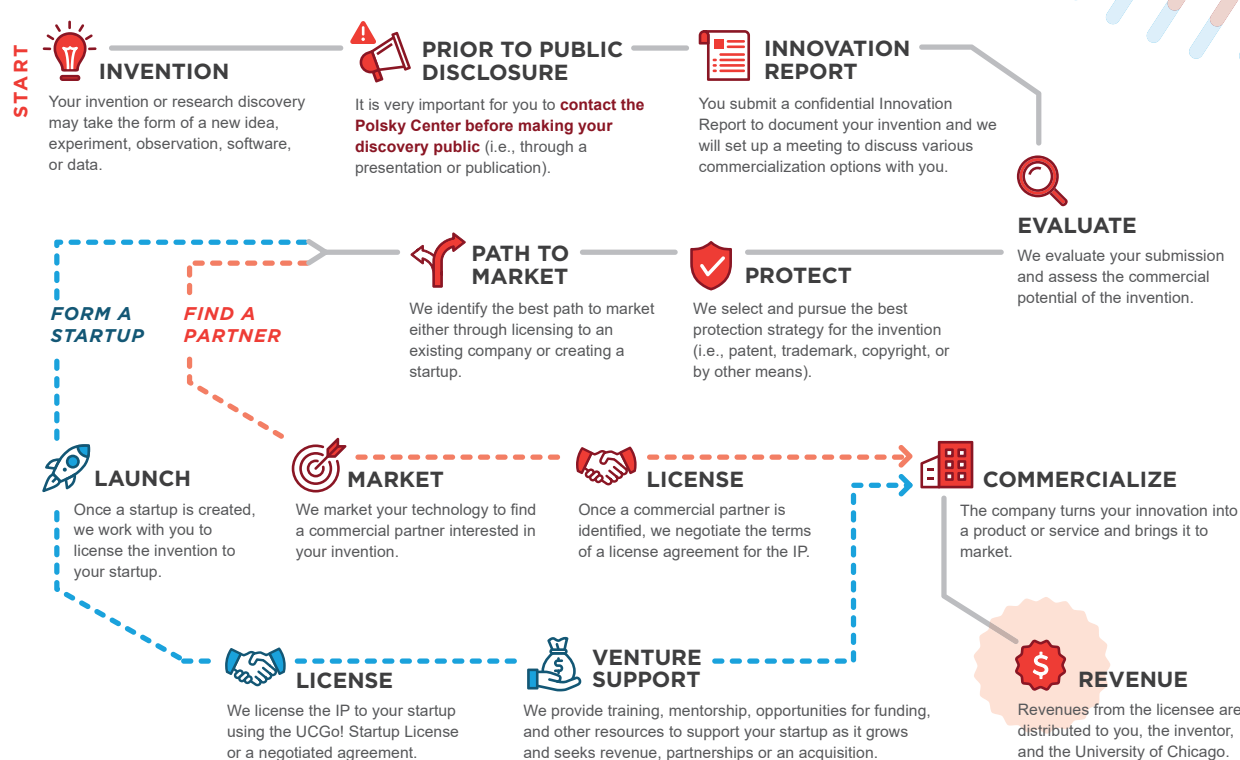 START
INVENTION
Your invention or research discovery
may take the form of a new idea,
experiment, observation, software,
or data.
PRIOR TO PUBLIC
DISCLOSURE
It is very important for you to contact the
Polsky Center before making your
discovery public (i.e., through a
presentation or publication).
INNOVATION
REPORT
You submit a confidential Innovation
Report to document your invention and we
will set up a meeting to discuss various
commercialization options with you.
EVALUATE
We evaluate your submission
and assess the commercial
potential of the invention.
PROTECT
We select and pursue the best
protection strategy for the invention
(i.e., patent, trademark, copyright, or
by other means).
PATH TO
MARKET
We identify the best path to market
either through licensing to an
existing company or creating a
startup.
FORM A
STARTUP
FIND A
PARTNER
LAUNCH
Once a startup is created,
we work with you to
license the invention to
your startup.
MARKET
We market your technology to find
a commercial partner interested in
your invention.
LICENSE
Once a commercial partner is
identified, we negotiate the terms
of a license agreement for the IP.
COMMERCIALIZE
The company turns your innovation into
a product or service and brings it to
market.
LICENSE
We license the IP to your startup
using the UCGo! Startup License
or a negotiated agreement.
$
VENTURE
SUPPORT
We provide training, mentorship, opportunities for funding,
and other resources to support your startup as it grows
and seeks revenue, partnerships or an acquisition.
$
REVENUE
Revenues from the licensee are
distributed to you, the inventor,
and the University of Chicago.